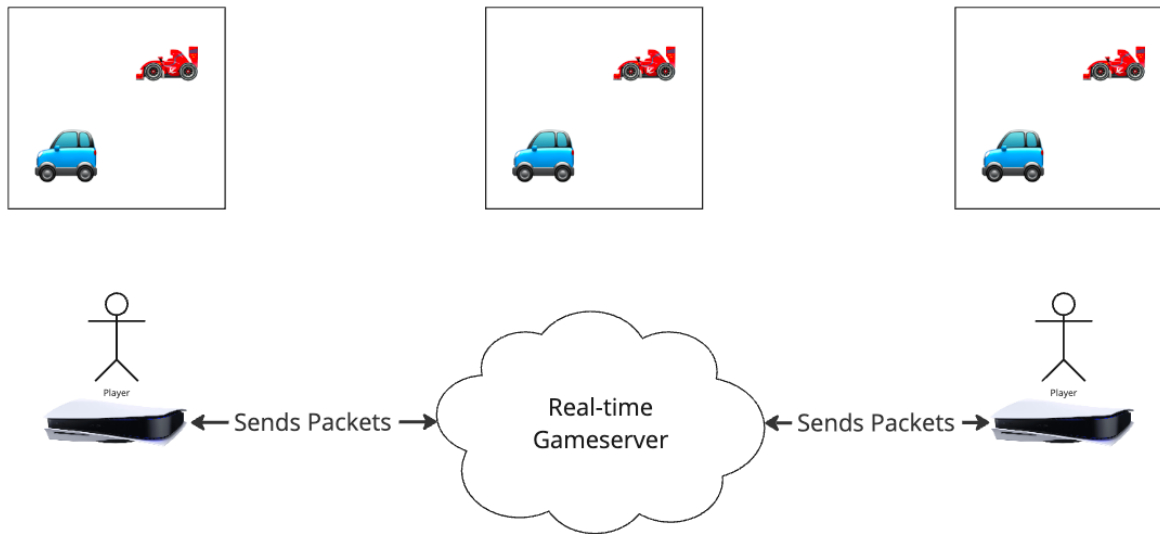 Player
Player
Sends Packets
Real-time
Gameserver
Sends Packets